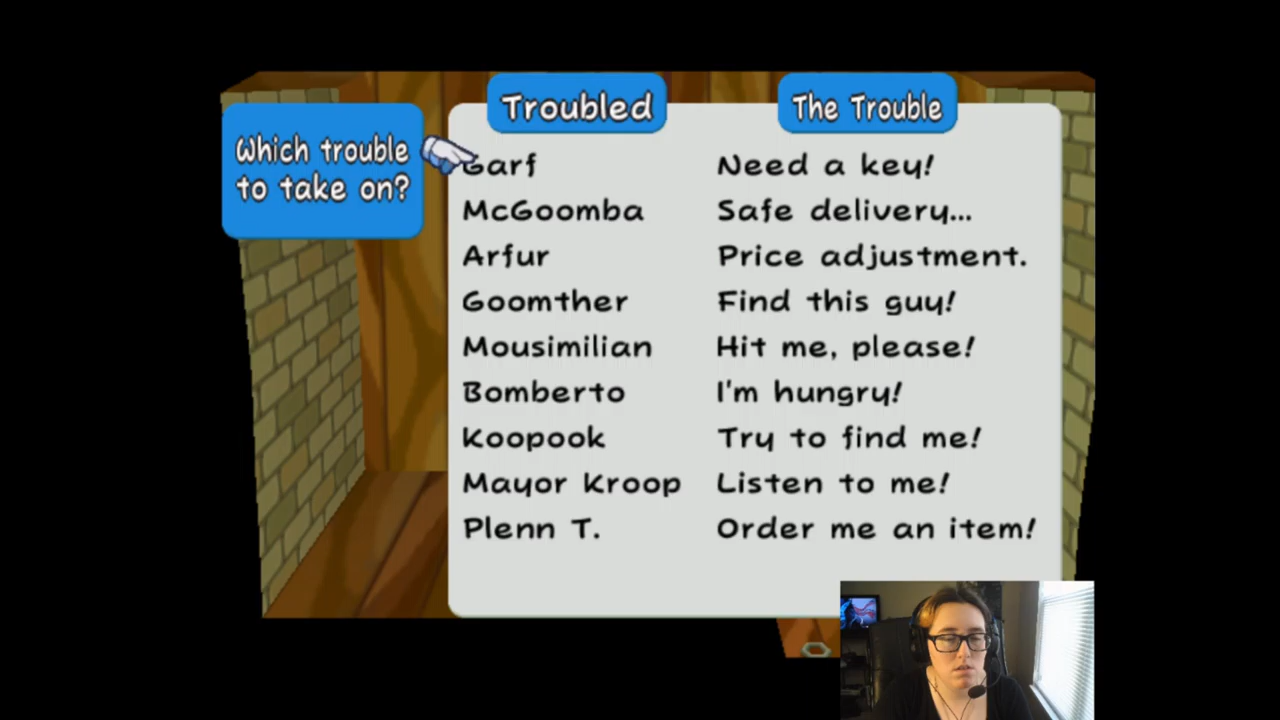 Troubled The Trouble
Which trouble
to take on?
Garf Need a key!
McGoomba Safe delivery...
Arfur Price adjustment.
Goomther Find this guy!
Mousimilian Hit me, please!
Bomberto I'm hungry!
Koopook Try to find me!
Mayor Kroop Listen to me!
Plenn T. Order me an item!